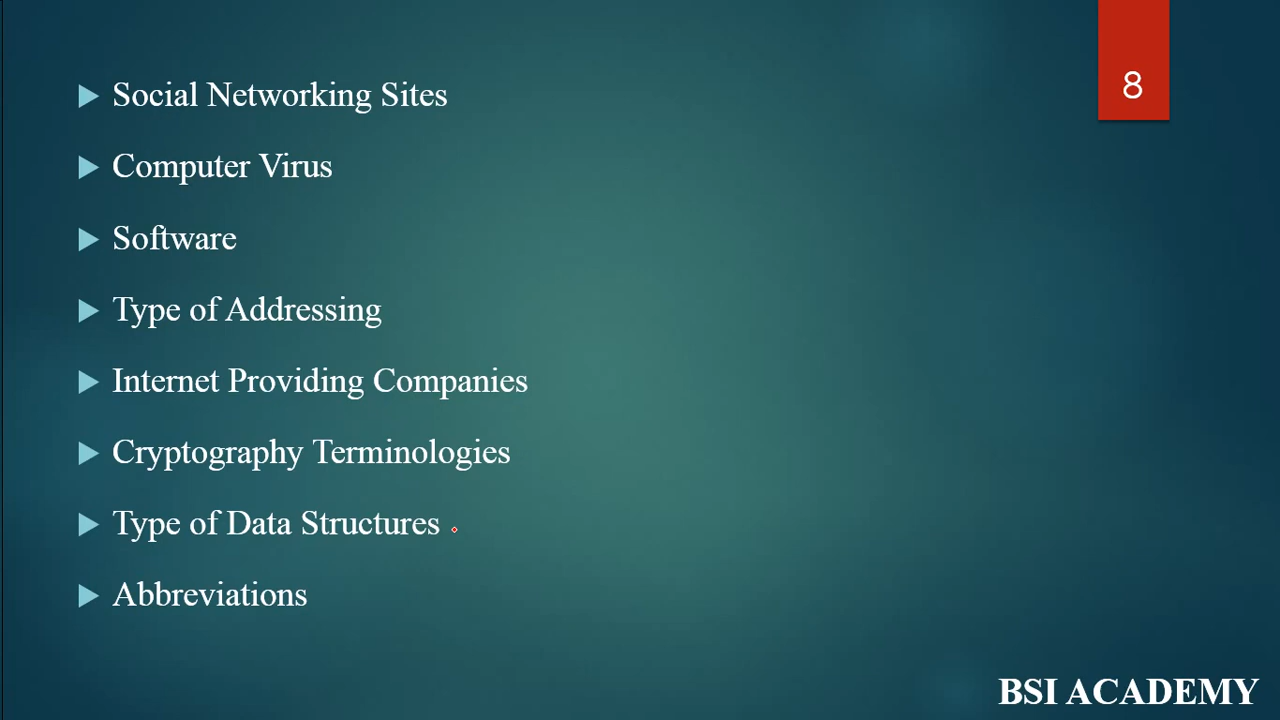 8
Social Networking Sites
Computer Virus
Software
Type of Addressing
Internet Providing Companies
Cryptography Terminologies
Type of Data Structures
Abbreviations
BSI ACADEMY